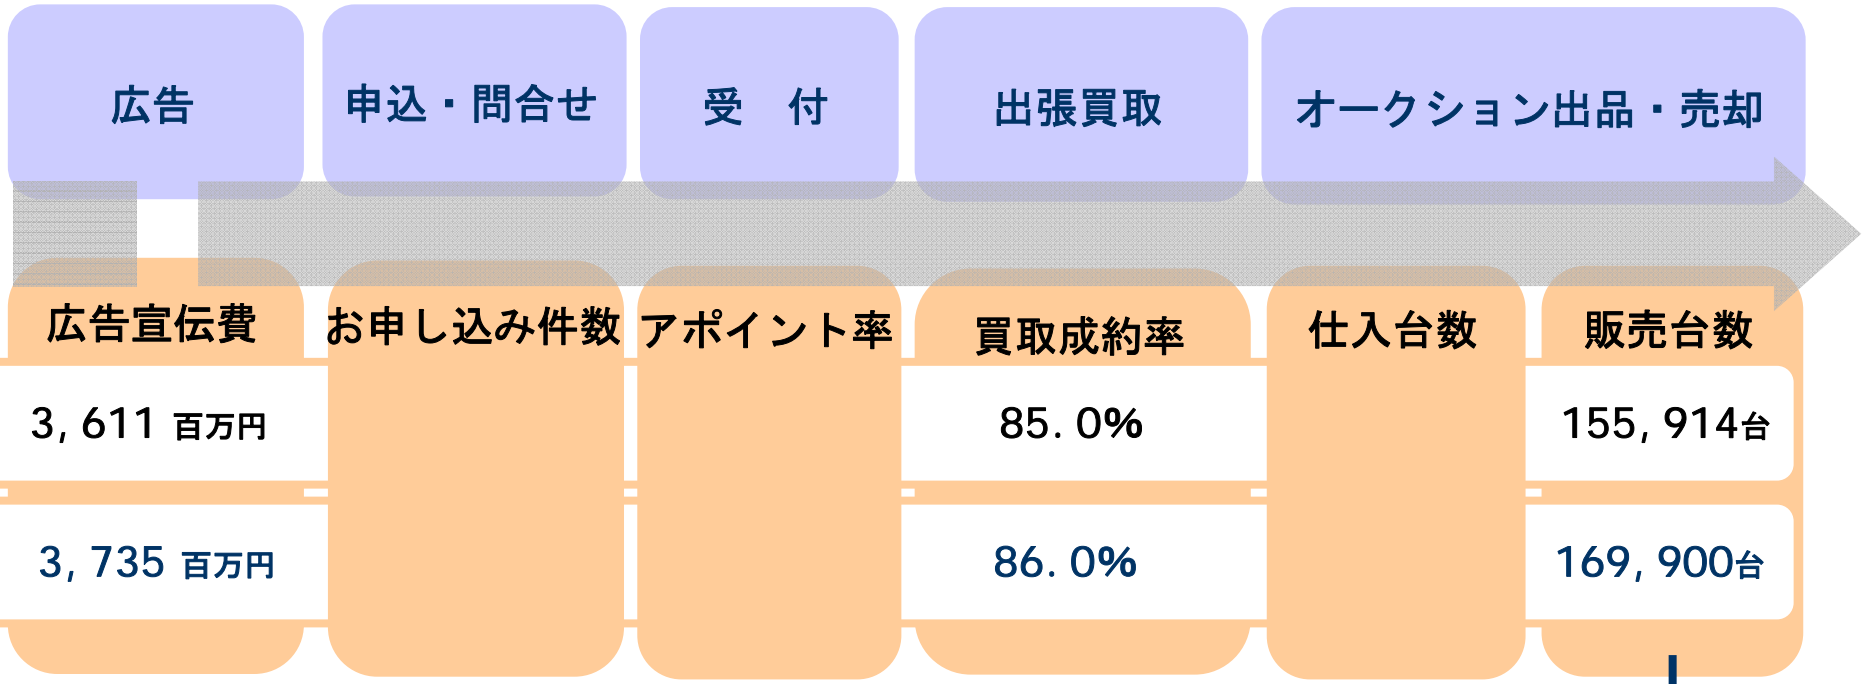 広告 申込・問合せ 受　付 出張買取 オークション出品・売却
広告宣伝費 お申し込み件数 アポイント率 買取成約率 仕入台数 販売台数
3,611 百万円 85.0% 155,914台
3,735 百万円 86.0% 169,900台